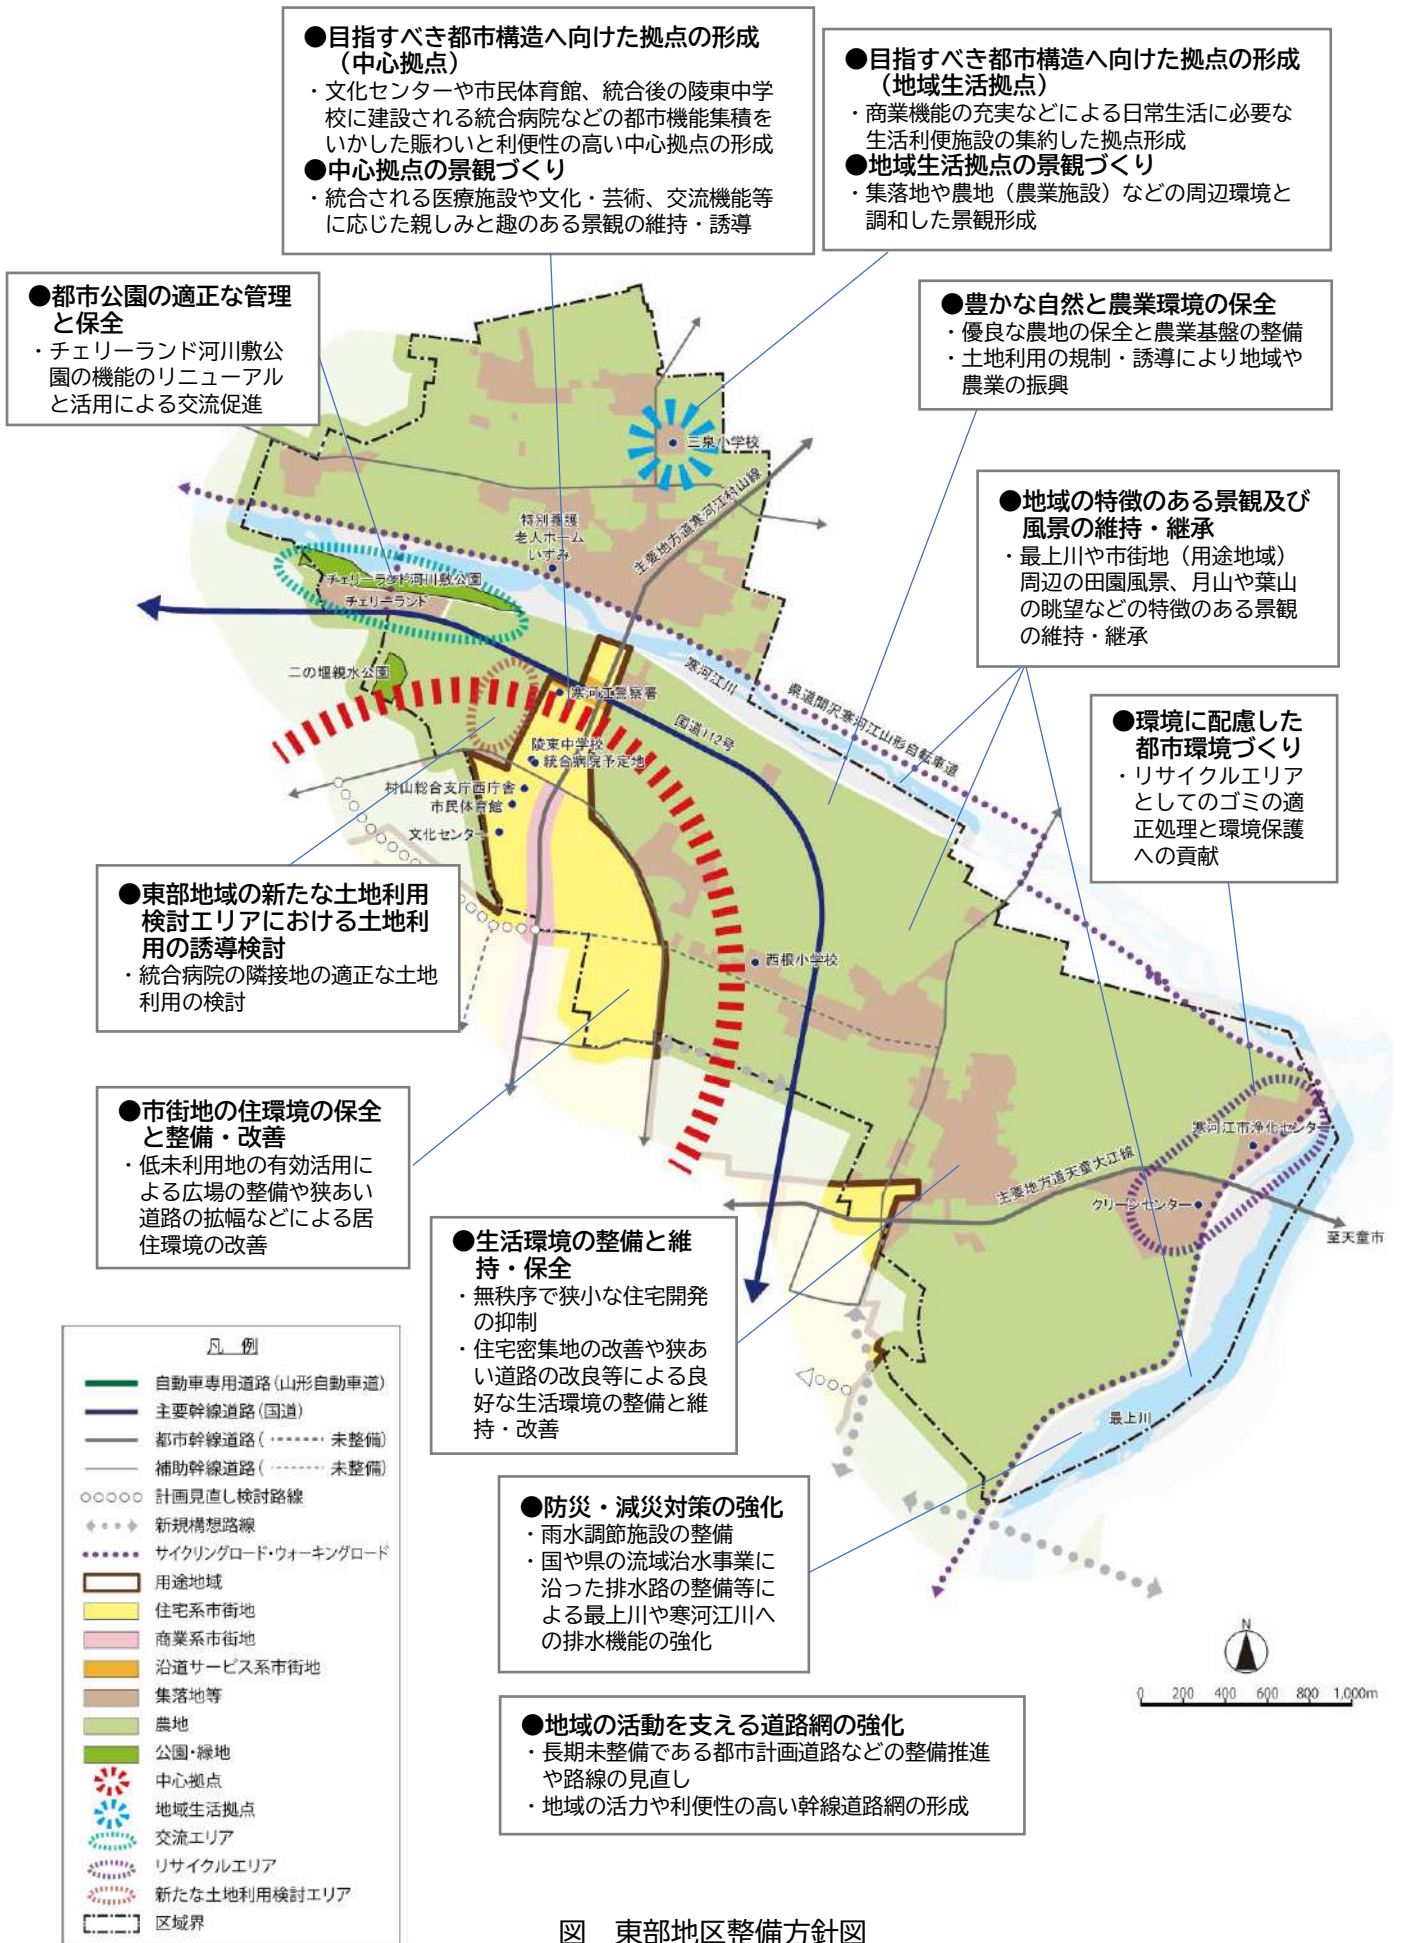 ●目指すべき都市構造へ向けた拠点の形成
（中心拠点）
・文化センターや市民体育館、統合後の陵東中学
校に建設される統合病院などの都市機能集積を
いかした賑わいと利便性の高い中心拠点の形成
●中心拠点の景観づくり
・統合される医療施設や文化・芸術、交流機能等
に応じた親しみと趣のある景観の維持・誘導
●目指すべき都市構造へ向けた拠点の形成
（地域生活拠点）
・商業機能の充実などによる日常生活に必要な
生活利便施設の集約した拠点形成
●地域生活拠点の景観づくり
・集落地や農地（農業施設）などの周辺環境と
調和した景観形成
●都市公園の適正な管理
と保全
・チェリーランド河川敷公
園の機能のリニューアル
と活用による交流促進
●豊かな自然と農業環境の保全
・優良な農地の保全と農業基盤の整備
・土地利用の規制・誘導により地域や
農業の振興
●地域の特徴のある景観及び
風景の維持・継承
・最上川や市街地（用途地域）
周辺の田園風景、月山や葉山
の眺望などの特徴のある景観
の維持・継承
●環境に配慮した
都市環境づくり
・リサイクルエリア
としてのゴミの適
正処理と環境保護
への貢献
三泉小学校
主要地方道寒河江村山線
特別養護
老人ホーム
いずみ
チェリーランド河川敷公園
チェリーランド
二の堰親水公園
寒河江警察署
寒河江川
国道112号
県道間沢寒河江山形自転車道
陵東中学校
統合病院予定地
村山総合支庁西庁舎
市民体育館
文化センター
西根小学校
寒河江市浄化センター
主要地方道天童大江線
クリーンセンター
至天童市
最上川
●東部地域の新たな土地利用
検討エリアにおける土地利
用の誘導検討
・統合病院の隣接地の適正な土地
利用の検討
●市街地の住環境の保全
と整備・改善
・低未利用地の有効活用に
よる広場の整備や狭あい
道路の拡幅などによる居
住環境の改善
●生活環境の整備と維
持・保全
・無秩序で狭小な住宅開発
の抑制
・住宅密集地の改善や狭あ
い道路の改良等による良
好な生活環境の整備と維
持・改善
●防災・減災対策の強化
・雨水調節施設の整備
・国や県の流域治水事業に
沿った排水路の整備等に
よる最上川や寒河江川へ
の排水機能の強化
●地域の活動を支える道路網の強化
・長期未整備である都市計画道路などの整備推進
や路線の見直し
・地域の活力や利便性の高い幹線道路網の形成
凡 例
自動車専用道路(山形自動車道)
主要幹線道路(国道)
都市幹線道路( 未整備)
補助幹線道路( 未整備)
計画見直し検討路線
新規構想路線
サイクリングロード・ウォーキングロード
用途地域
住宅系市街地
商業系市街地
沿道サービス系市街地
集落地等
農地
公園・緑地
中心拠点
地域生活拠点
交流エリア
リサイクルエリア
新たな土地利用検討エリア
区域界
N
0 200 400 600 800 1,000m
図 東部地区整備方針図